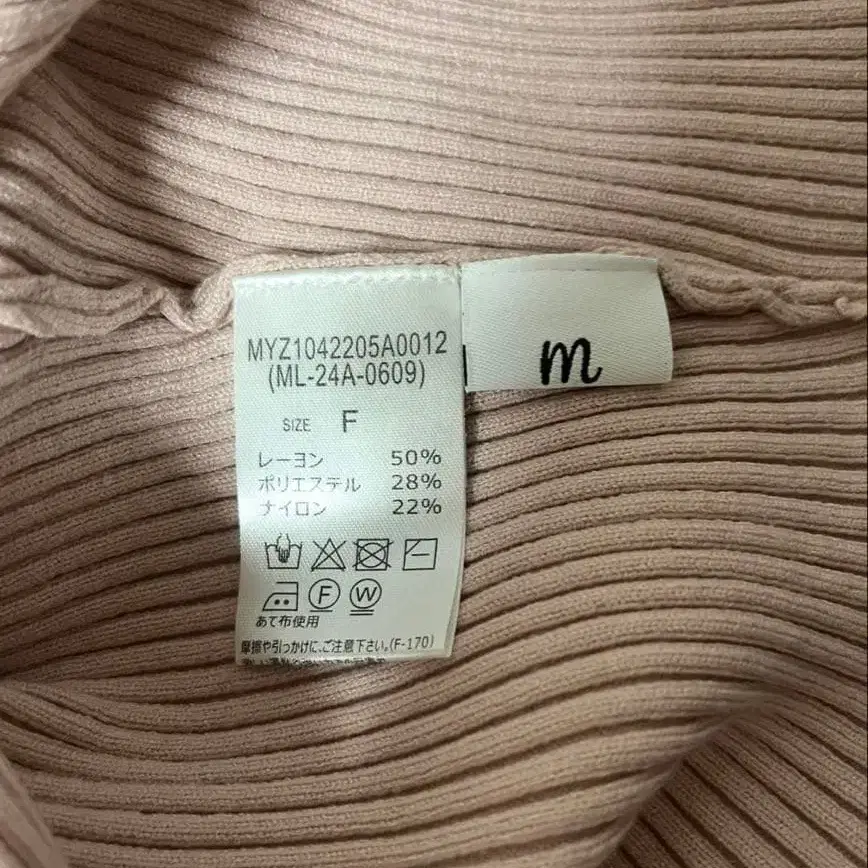 MYZ1042205A0012
(ML-24A-0609)
SIZE F
レーヨン 50%
ポリエステル 28%
ナイロン 22%
F W
あて布使用
摩擦や引っかけに、ご注意下さい。(F-170)
m